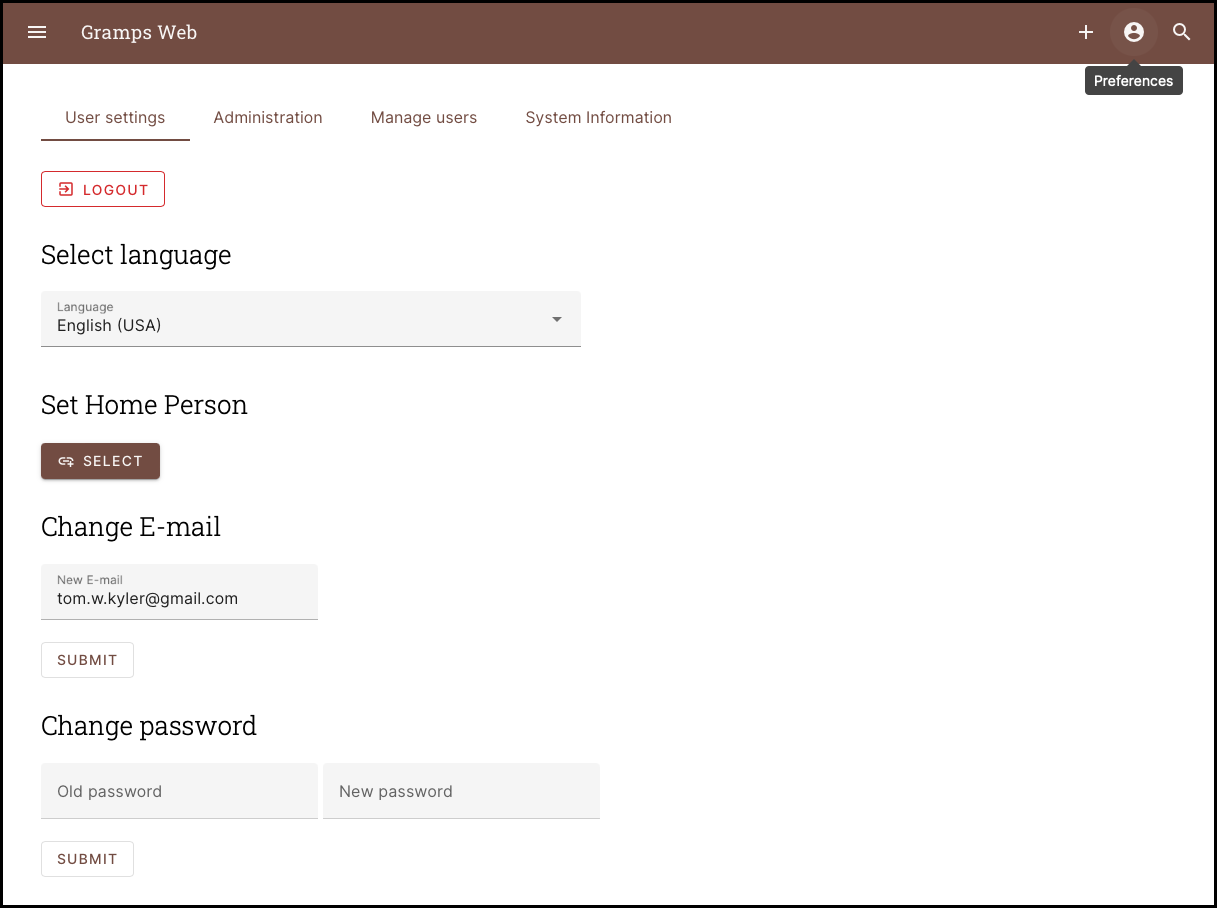 Gramps Web
Preferences
User settings Administration Manage users System Information
LOGOUT
Select language
Language
English (USA)
Set Home Person
SELECT
Change E-mail
New E-mail
tom.w.kyler@gmail.com
SUBMIT
Change password
Old password New password
SUBMIT